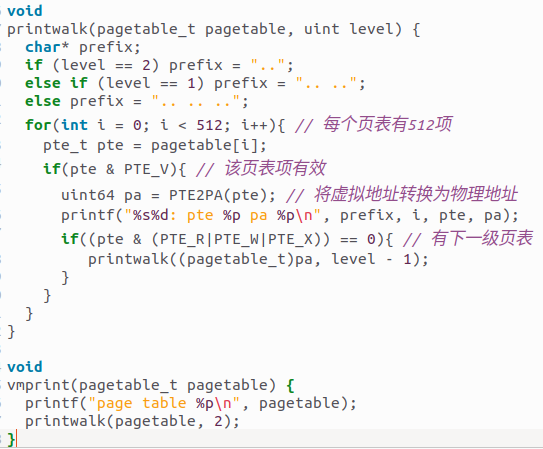 void
printwalk(pagetable_t pagetable, uint level) {
  char* prefix;
  if (level == 2) prefix = "..";
  else if (level == 1) prefix = ".. ..";
  else prefix = ".. .. ..";
  for(int i = 0; i < 512; i++){ // 每个页表有512项
    pte_t pte = pagetable[i];
    if(pte & PTE_V){ // 该页表项有效
      uint64 pa = PTE2PA(pte); // 将虚拟地址转换为物理地址
      printf("%s%d: pte %p pa %p\n", prefix, i, pte, pa);
      if((pte & (PTE_R|PTE_W|PTE_X)) == 0){ // 有下一级页表
         printwalk((pagetable_t)pa, level - 1);
      }
    }
  }
}
void
vmprint(pagetable_t pagetable) {
  printf("page table %p\n", pagetable);
  printwalk(pagetable, 2);
}